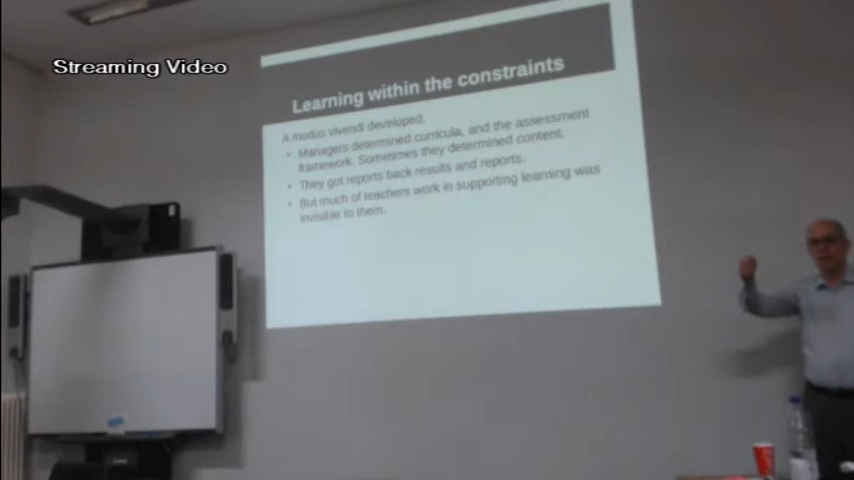 Streaming Video
Learning within the constraints
A modus vivendi developed.
• Managers determined curricula, and the assessment
framework. Sometimes they determined content.
• They got reports back results and reports.
• But much of teachers work in supporting learning was
invisible to them.